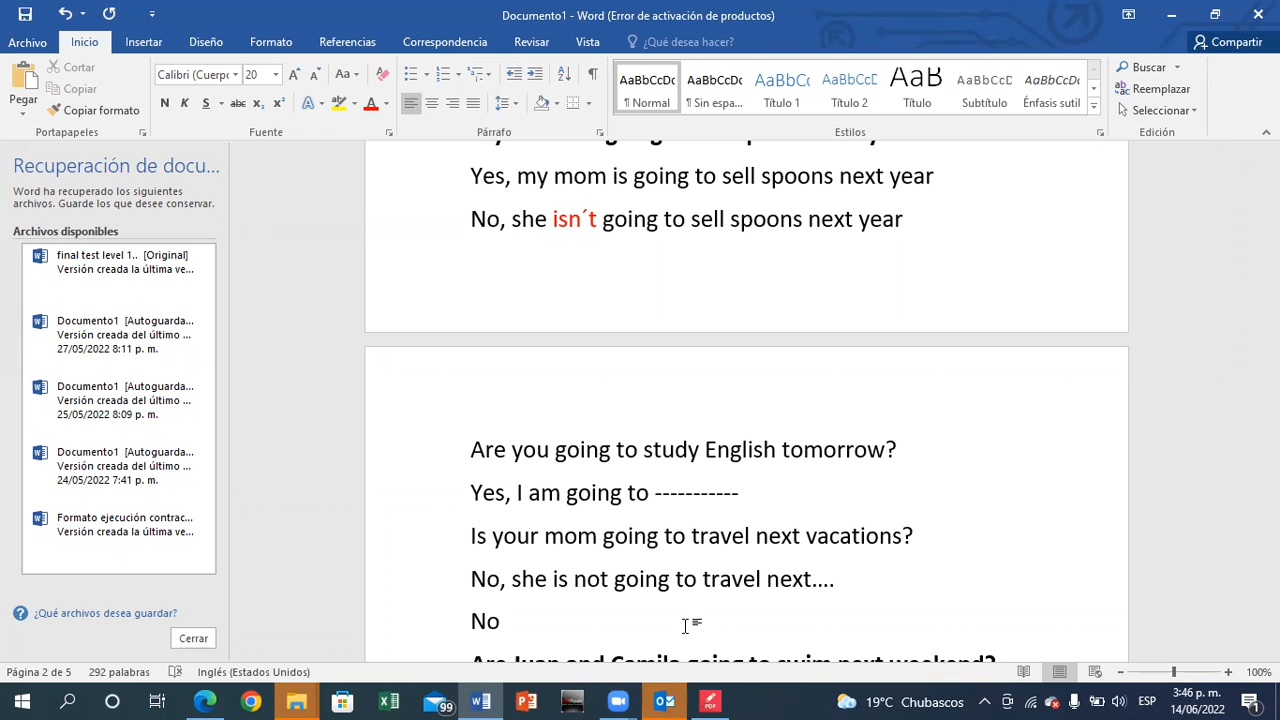 Documento1 - Word (Error de activación de productos)
Archivo Inicio Insertar Diseño Formato Referencias Correspondencia Revisar Vista ¿Qué desea hacer? Compartir
Pegar
Cortar
Copiar
Copiar formato
Portapapeles
Calibri (Cuerpo 20
N K S abc x₂ x²
Fuente
Párrafo
AaBbCcDc AaBbCcDc AaBbCcD AaBbCcD AaB AaBbCcD AaBbCcDc
¶ Normal ¶ Sin espa... Título 1 Título 2 Título Subtítulo Énfasis sutil
Estilos
Buscar
Reemplazar
Seleccionar
Edición
Recuperación de docu...
Word ha recuperado los siguientes
archivos. Guarde los que desee conservar.
Archivos disponibles
final test level 1.. [Original]
Versión creada la última ve...
Documento1 [Autoguarda...
Versión creada del último ...
27/05/2022 8:11 p. m.
Documento1 [Autoguarda...
Versión creada del último ...
25/05/2022 8:09 p. m.
Documento1 [Autoguarda...
Versión creada del último ...
24/05/2022 7:41 p. m.
Formato ejecución contrac...
Versión creada la última ve...
¿Qué archivos desea guardar?
Cerrar
Yes, my mom is going to sell spoons next year
No, she isn´t going to sell spoons next year
Are you going to study English tomorrow?
Yes, I am going to -----------
Is your mom going to travel next vacations?
No, she is not going to travel next....
No
Are Juan and Camila going to swim next weekend?
Página 2 de 5 292 palabras Inglés (Estados Unidos) 100%
99
19°C Chubascos ESP
3:46 p. m.
14/06/2022
1